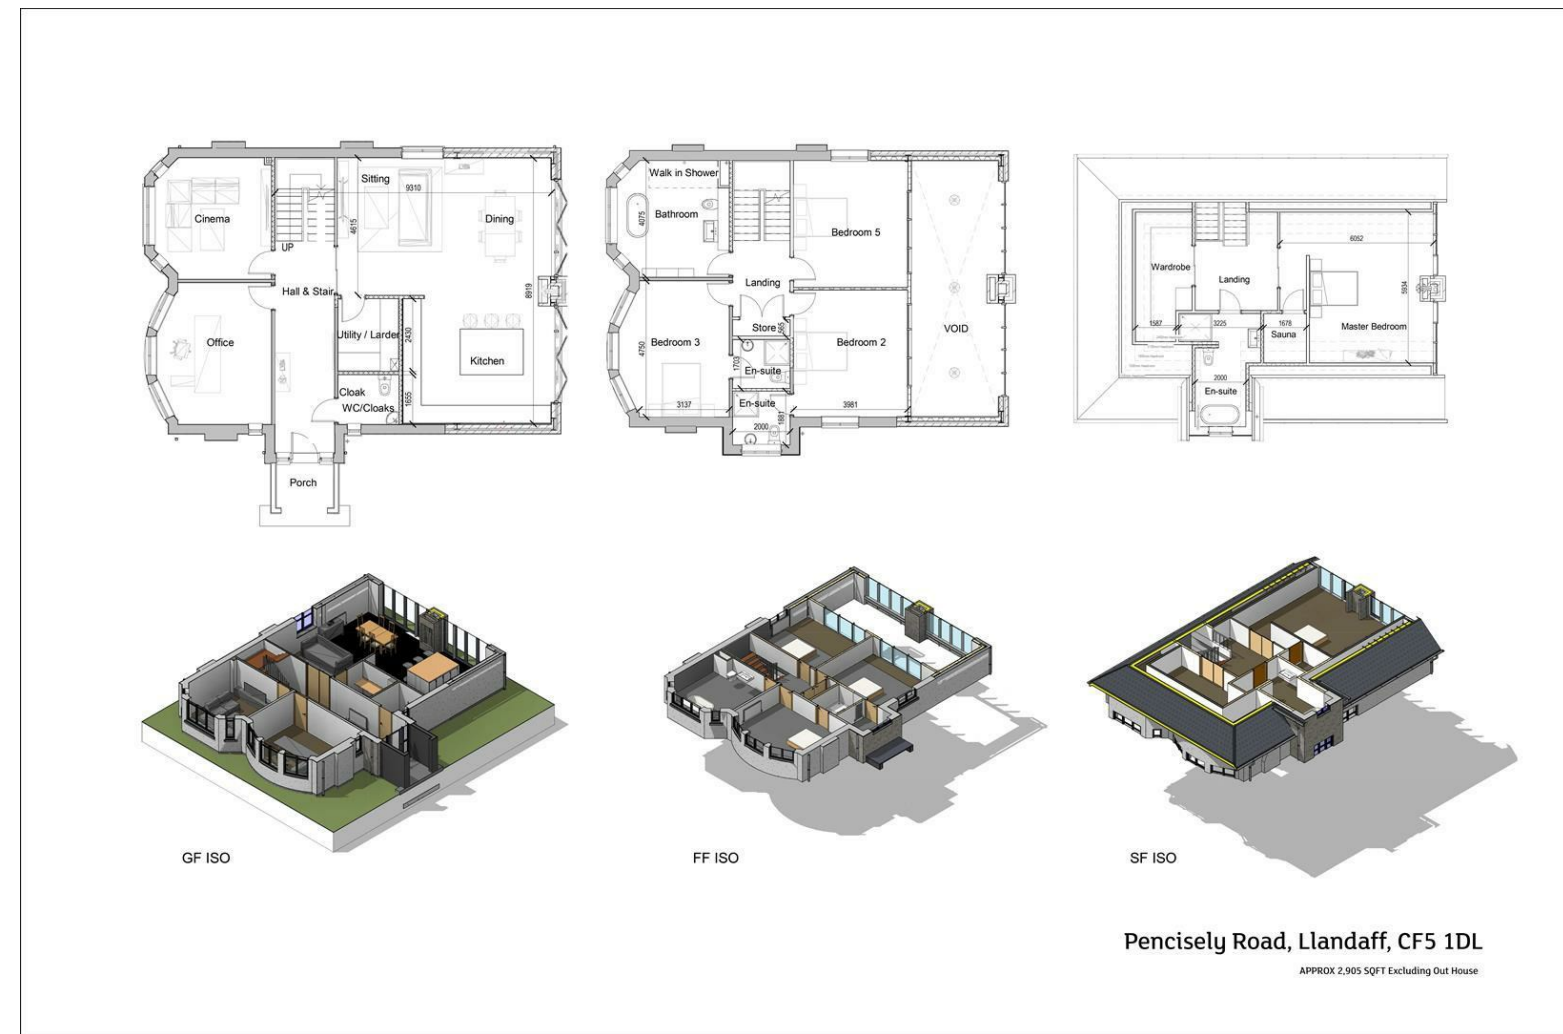 Sitting
9310
Cinema
Dining
4615
UP
Hall & Stair
8919
Utility / Larder
2430
Office
Kitchen
Cloak
WC/Cloaks
1655
Porch
Walk in Shower
Bathroom
4075
Bedroom 5
Landing
Store
565
VOID
Bedroom 3
4750
Bedroom 2
1703
En-suite
En-suite
3137
3981
1881
2000
6052
Wardrobe
Landing
5934
1587
3225
1678
Master Bedroom
Sauna
2000
En-suite
GF ISO
FF ISO
SF ISO
Pencisely Road, Llandaff, CF5 1DL
APPROX 2,905 SQFT Excluding Out House